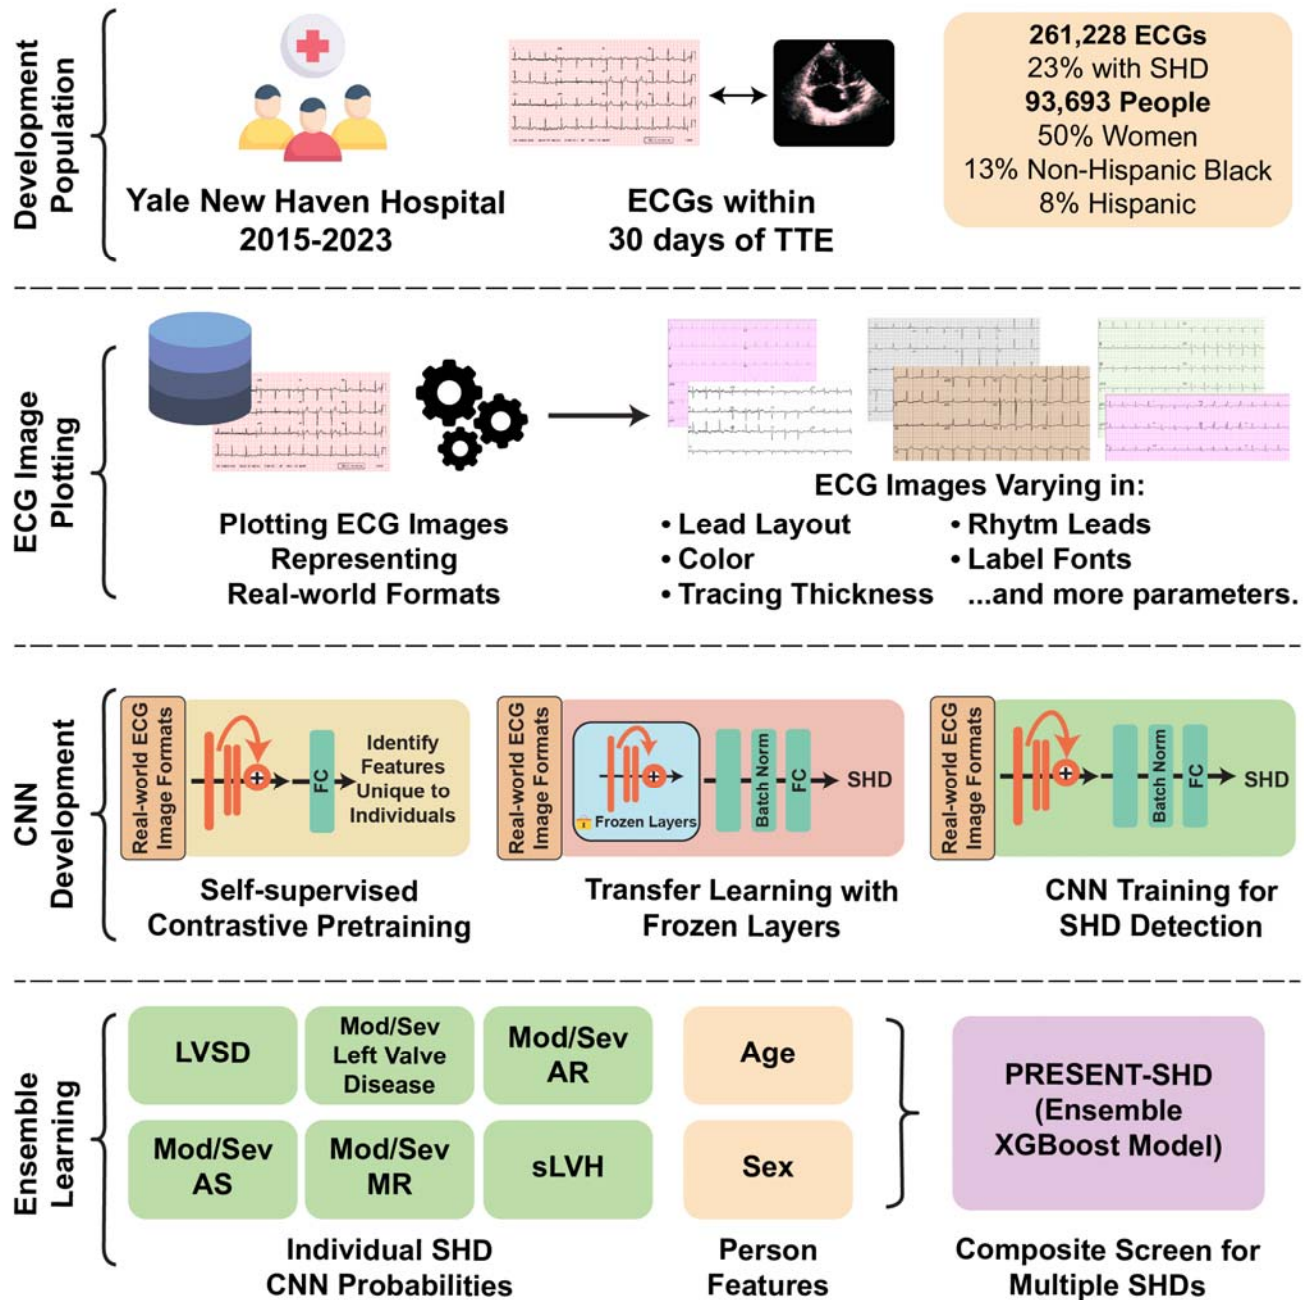 Development
Population
Yale New Haven Hospital
2015-2023
ECGs within
30 days of TTE
261,228 ECGs
23% with SHD
93,693 People
50% Women
13% Non-Hispanic Black
8% Hispanic
ECG Image
Plotting
Plotting ECG Images
Representing
Real-world Formats
ECG Images Varying in:
• Lead Layout
• Color
• Tracing Thickness
• Rhytm Leads
• Label Fonts
...and more parameters.
CNN
Development
Real-world ECG
Image Formats
+
FC
Identify
Features
Unique to
Individuals
Self-supervised
Contrastive Pretraining
Real-world ECG
Image Formats
+
Frozen Layers
Batch Norm
FC
SHD
Transfer Learning with
Frozen Layers
Real-world ECG
Image Formats
+
Batch Norm
FC
SHD
CNN Training for
SHD Detection
Ensemble
Learning
LVSD
Mod/Sev
Left Valve
Disease
Mod/Sev
AR
Mod/Sev
AS
Mod/Sev
MR
sLVH
Individual SHD
CNN Probabilities
Age
Sex
Person
Features
PRESENT-SHD
(Ensemble
XGBoost Model)
Composite Screen for
Multiple SHDs